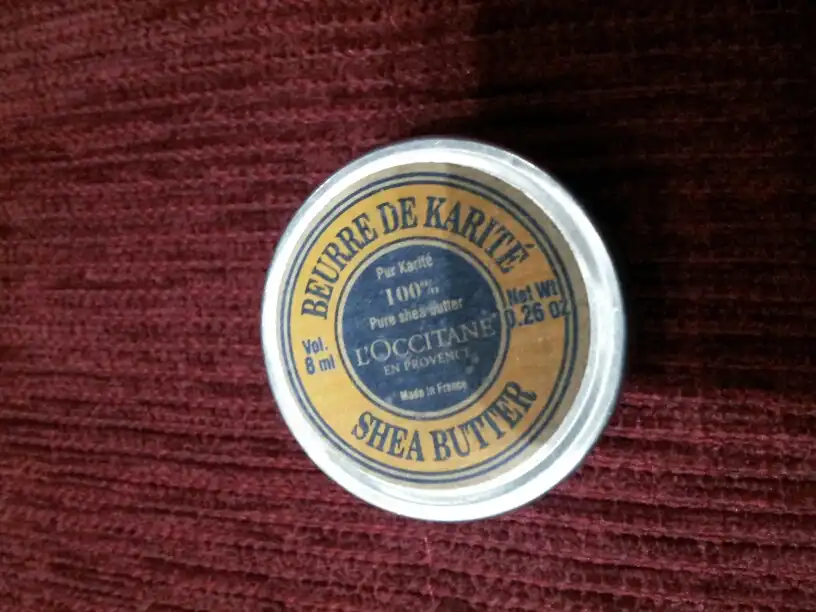 BEURRE DE KARITÉ
Pur Karité
100%
Pure shea butter
L'OCCITANE
EN PROVENCE
Made in France
Vol.
8 ml
Net Wt
0.26 oz
SHEA BUTTER